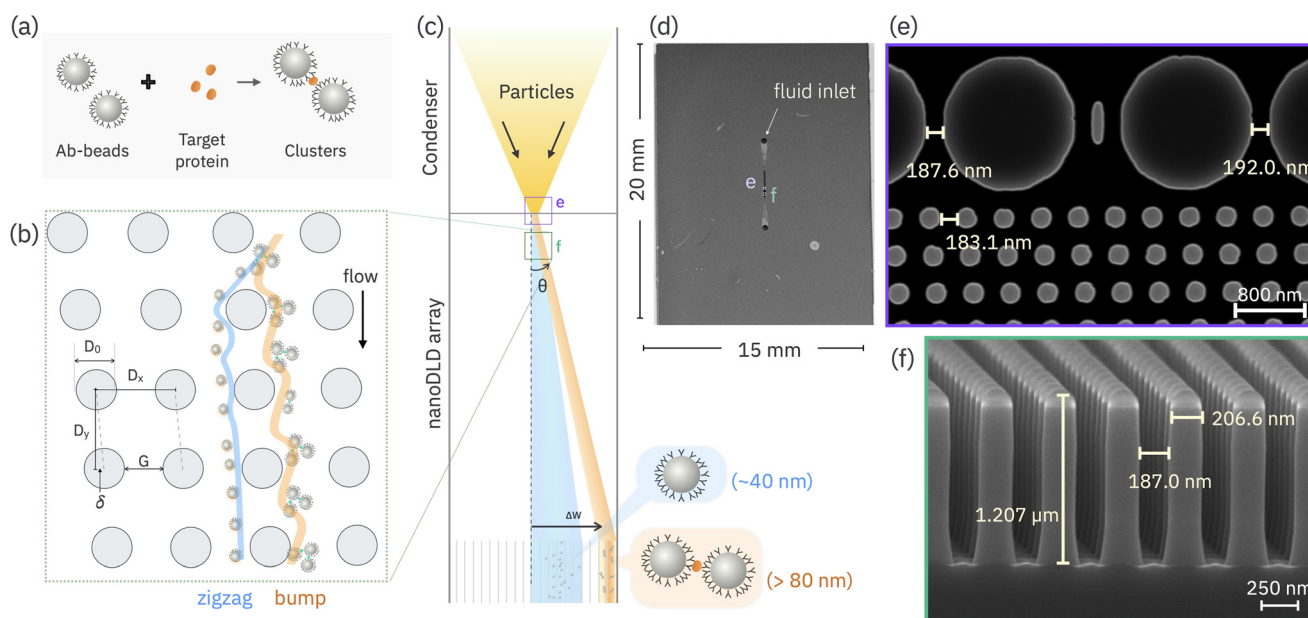 (a)
Ab-beads
Target
protein
Clusters
(b)
flow
D₀
Dₓ
Dᵧ
G
δ
zigzag
bump
(c)
Condenser
Particles
e
f
θ
nanoDLD array
Δw
(~40 nm)
(> 80 nm)
(d)
fluid inlet
e
f
20 mm
15 mm
(e)
187.6 nm
192.0. nm
183.1 nm
800 nm
(f)
206.6 nm
187.0 nm
1.207 µm
250 nm